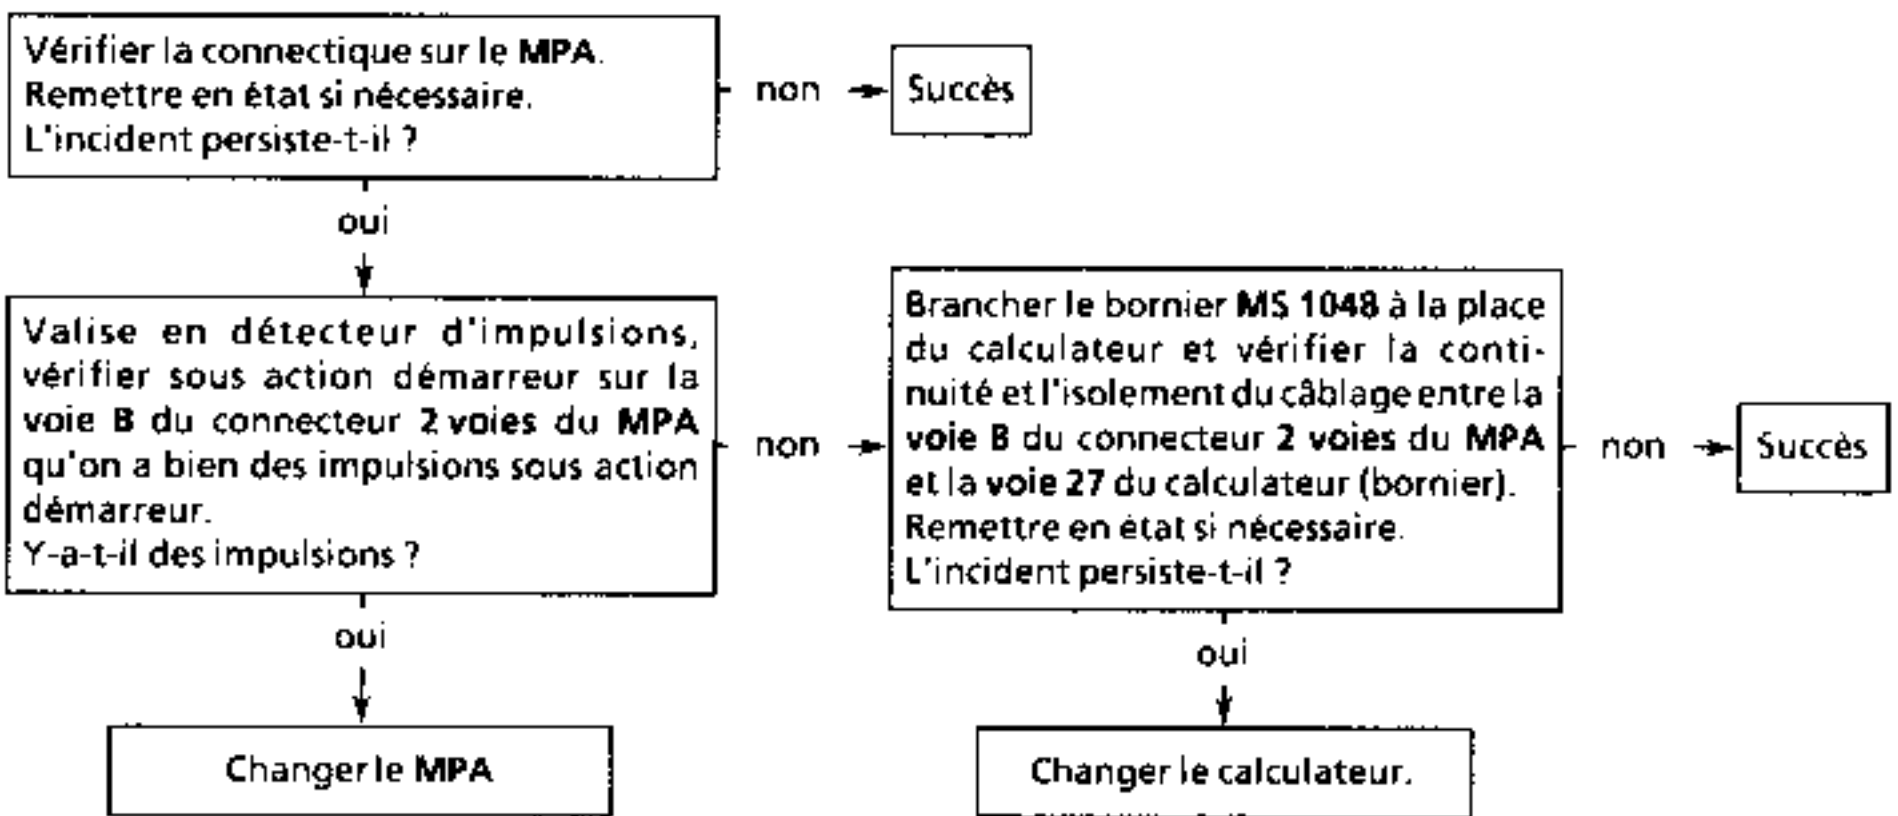 Vérifier la connectique sur le MPA.
Remettre en état si nécessaire.
L'incident persiste-t-il ?
non
Succès
oui
Valise en détecteur d'impulsions,
vérifier sous action démarreur sur la
voie B du connecteur 2 voies du MPA
qu'on a bien des impulsions sous action
démarreur.
Y-a-t-il des impulsions ?
non
Brancher le bornier MS 1048 à la place
du calculateur et vérifier la conti-
nuité et l'isolement du câblage entre la
voie B du connecteur 2 voies du MPA
et la voie 27 du calculateur (bornier).
Remettre en état si nécessaire.
L'incident persiste-t-il ?
non
Succès
oui
oui
Changer le MPA
Changer le calculateur.